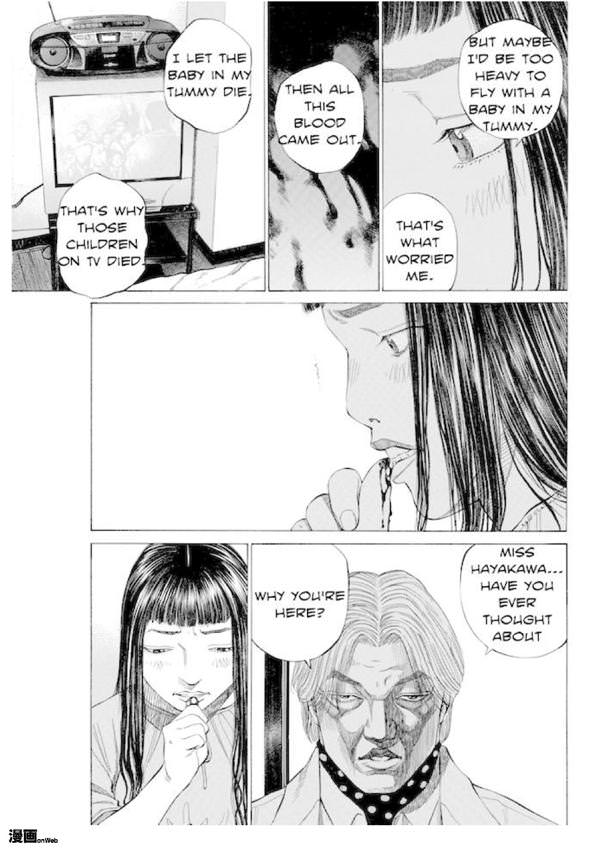 BUT MAYBE
I'D BE TOO
HEAVY TO
FLY WITH A
BABY IN MY
TUMMY.
THAT'S
WHAT
WORRIED
ME.
THEN ALL
THIS
BLOOD
CAME OUT.
I LET THE
BABY IN MY
TUMMY DIE.
THAT'S WHY
THOSE
CHILDREN
ON TV DIED.
MISS
HAYAKAWA...
HAVE YOU
EVER
THOUGHT
ABOUT
WHY YOU'RE
HERE?
漫画onWeb